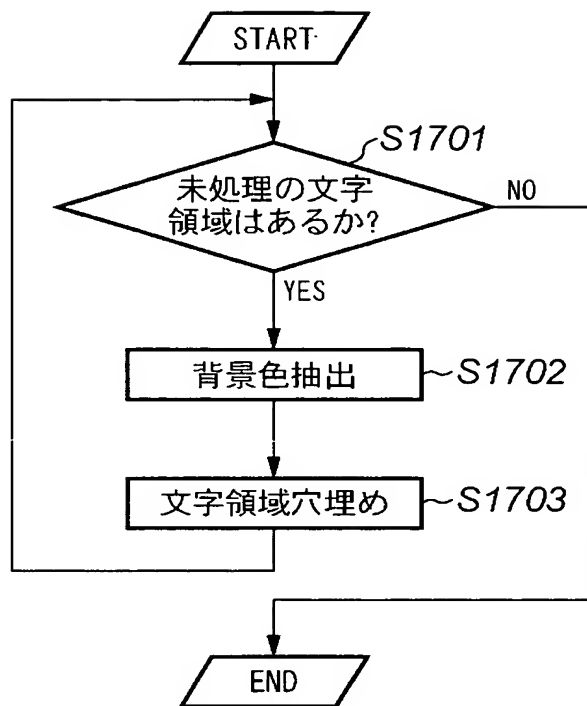 START
S1701
未処理の文字
領域はあるか?
NO
YES
背景色抽出
S1702
文字領域穴埋め
S1703
END